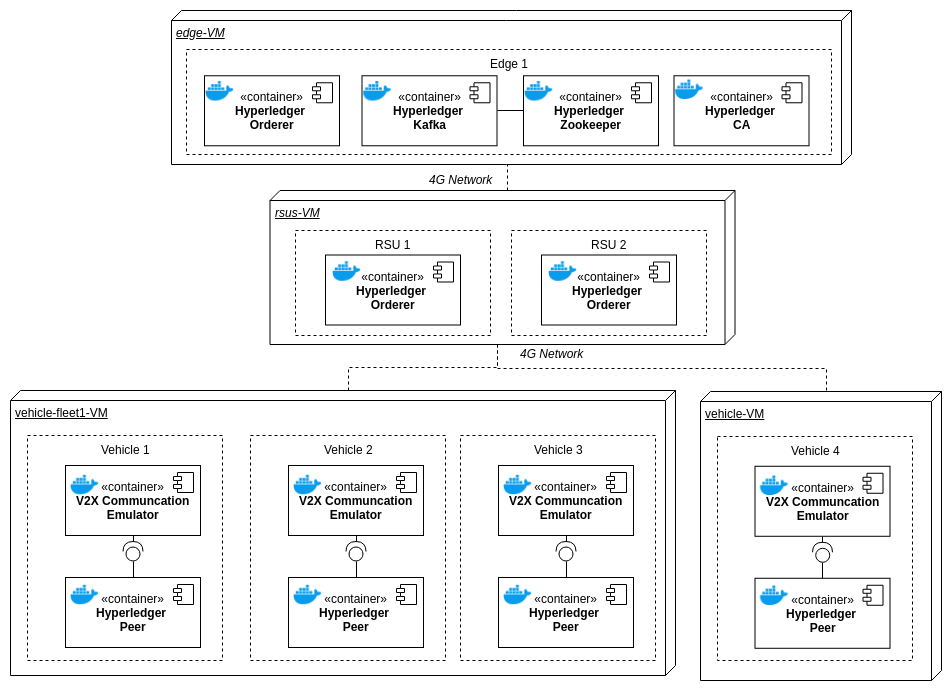 edge-VM
Edge 1
«container»
Hyperledger
Orderer
«container»
Hyperledger
Kafka
«container»
Hyperledger
Zookeeper
«container»
Hyperledger
CA
4G Network
rsus-VM
RSU 1
«container»
Hyperledger
Orderer
RSU 2
«container»
Hyperledger
Orderer
4G Network
vehicle-fleet1-VM
Vehicle 1
«container»
V2X Communcation
Emulator
«container»
Hyperledger
Peer
Vehicle 2
«container»
V2X Communcation
Emulator
«container»
Hyperledger
Peer
Vehicle 3
«container»
V2X Communcation
Emulator
«container»
Hyperledger
Peer
vehicle-VM
Vehicle 4
«container»
V2X Communcation
Emulator
«container»
Hyperledger
Peer